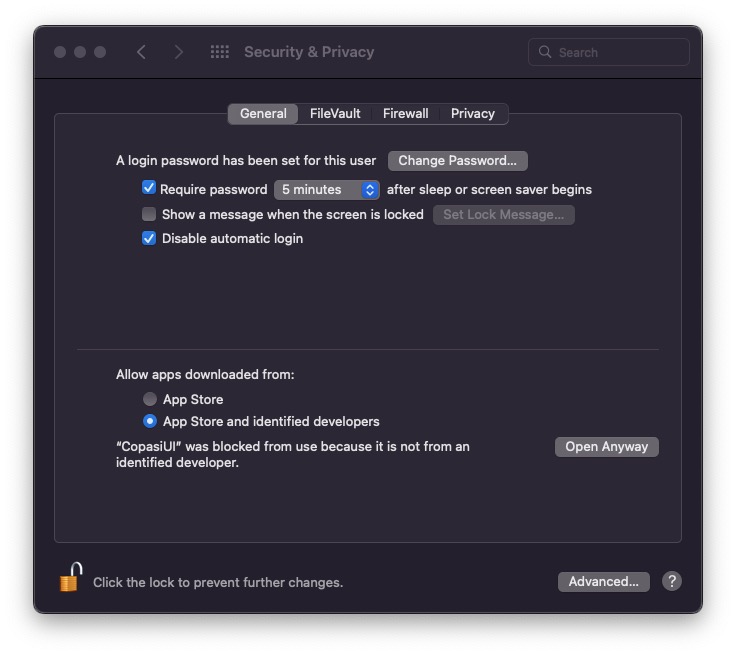 Security & Privacy
Search
General FileVault Firewall Privacy
A login password has been set for this user Change Password...
Require password 5 minutes after sleep or screen saver begins
Show a message when the screen is locked Set Lock Message...
Disable automatic login
Allow apps downloaded from:
App Store
App Store and identified developers
“CopasiUI” was blocked from use because it is not from an
identified developer.
Open Anyway
Click the lock to prevent further changes.
Advanced... ?